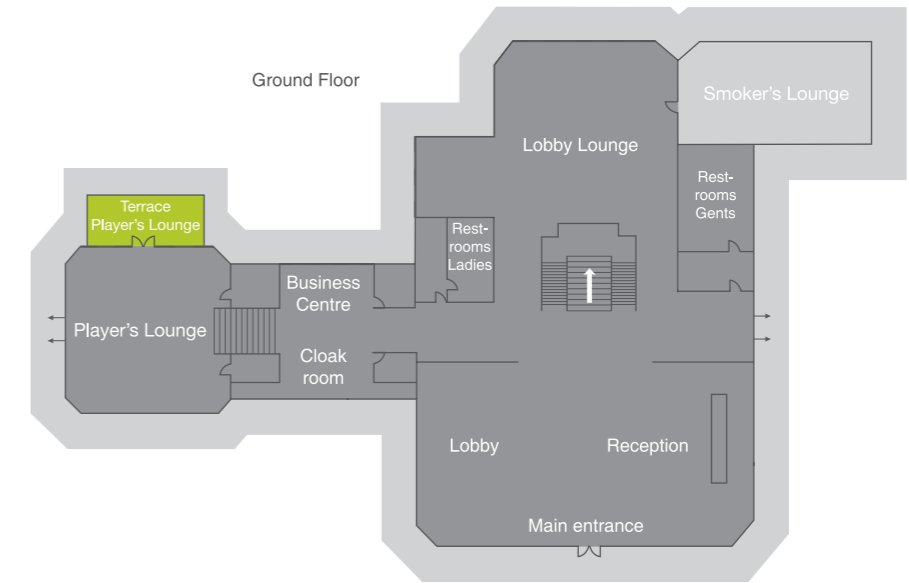 Ground Floor
Smoker's Lounge
Lobby Lounge
Rest-
rooms
Gents
Terrace
Player's Lounge
Rest-
rooms
Ladies
Business
Centre
Player's Lounge
Cloak
room
Lobby
Reception
Main entrance